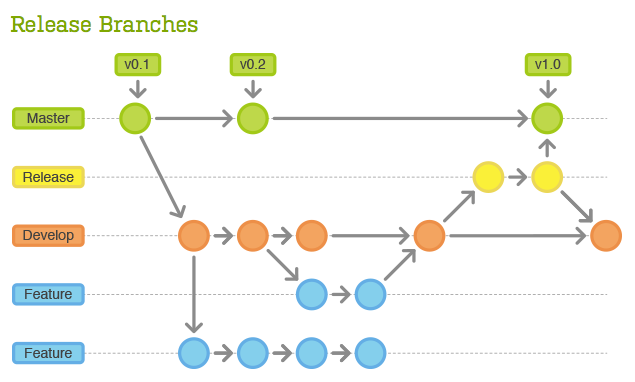 Release Branches
v0.1
v0.2
v1.0
Master
Release
Develop
Feature
Feature